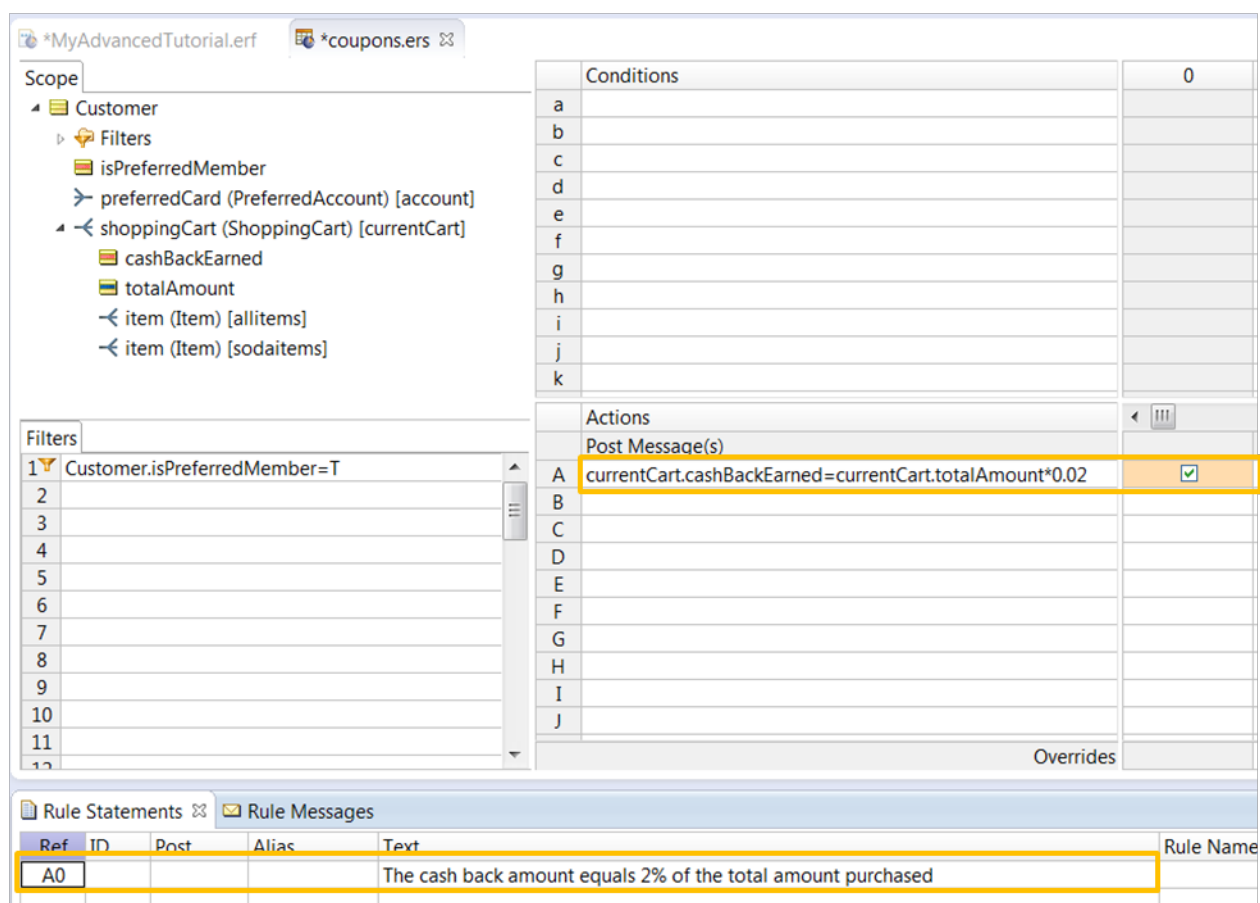 *MyAdvancedTutorial.erf *coupons.ers
Scope
Customer
Filters
isPreferredMember
preferredCard (PreferredAccount) [account]
shoppingCart (ShoppingCart) [currentCart]
cashBackEarned
totalAmount
item (Item) [allitems]
item (Item) [sodaitems]
Conditions 0
a
b
c
d
e
f
g
h
i
j
k
Filters
1 Customer.isPreferredMember=T
2
3
4
5
6
7
8
9
10
11
12
Actions
Post Message(s)
A currentCart.cashBackEarned=currentCart.totalAmount*0.02
B
C
D
E
F
G
H
I
J
Overrides
Rule Statements Rule Messages
Ref ID Post Alias Text Rule Name
A0 The cash back amount equals 2% of the total amount purchased